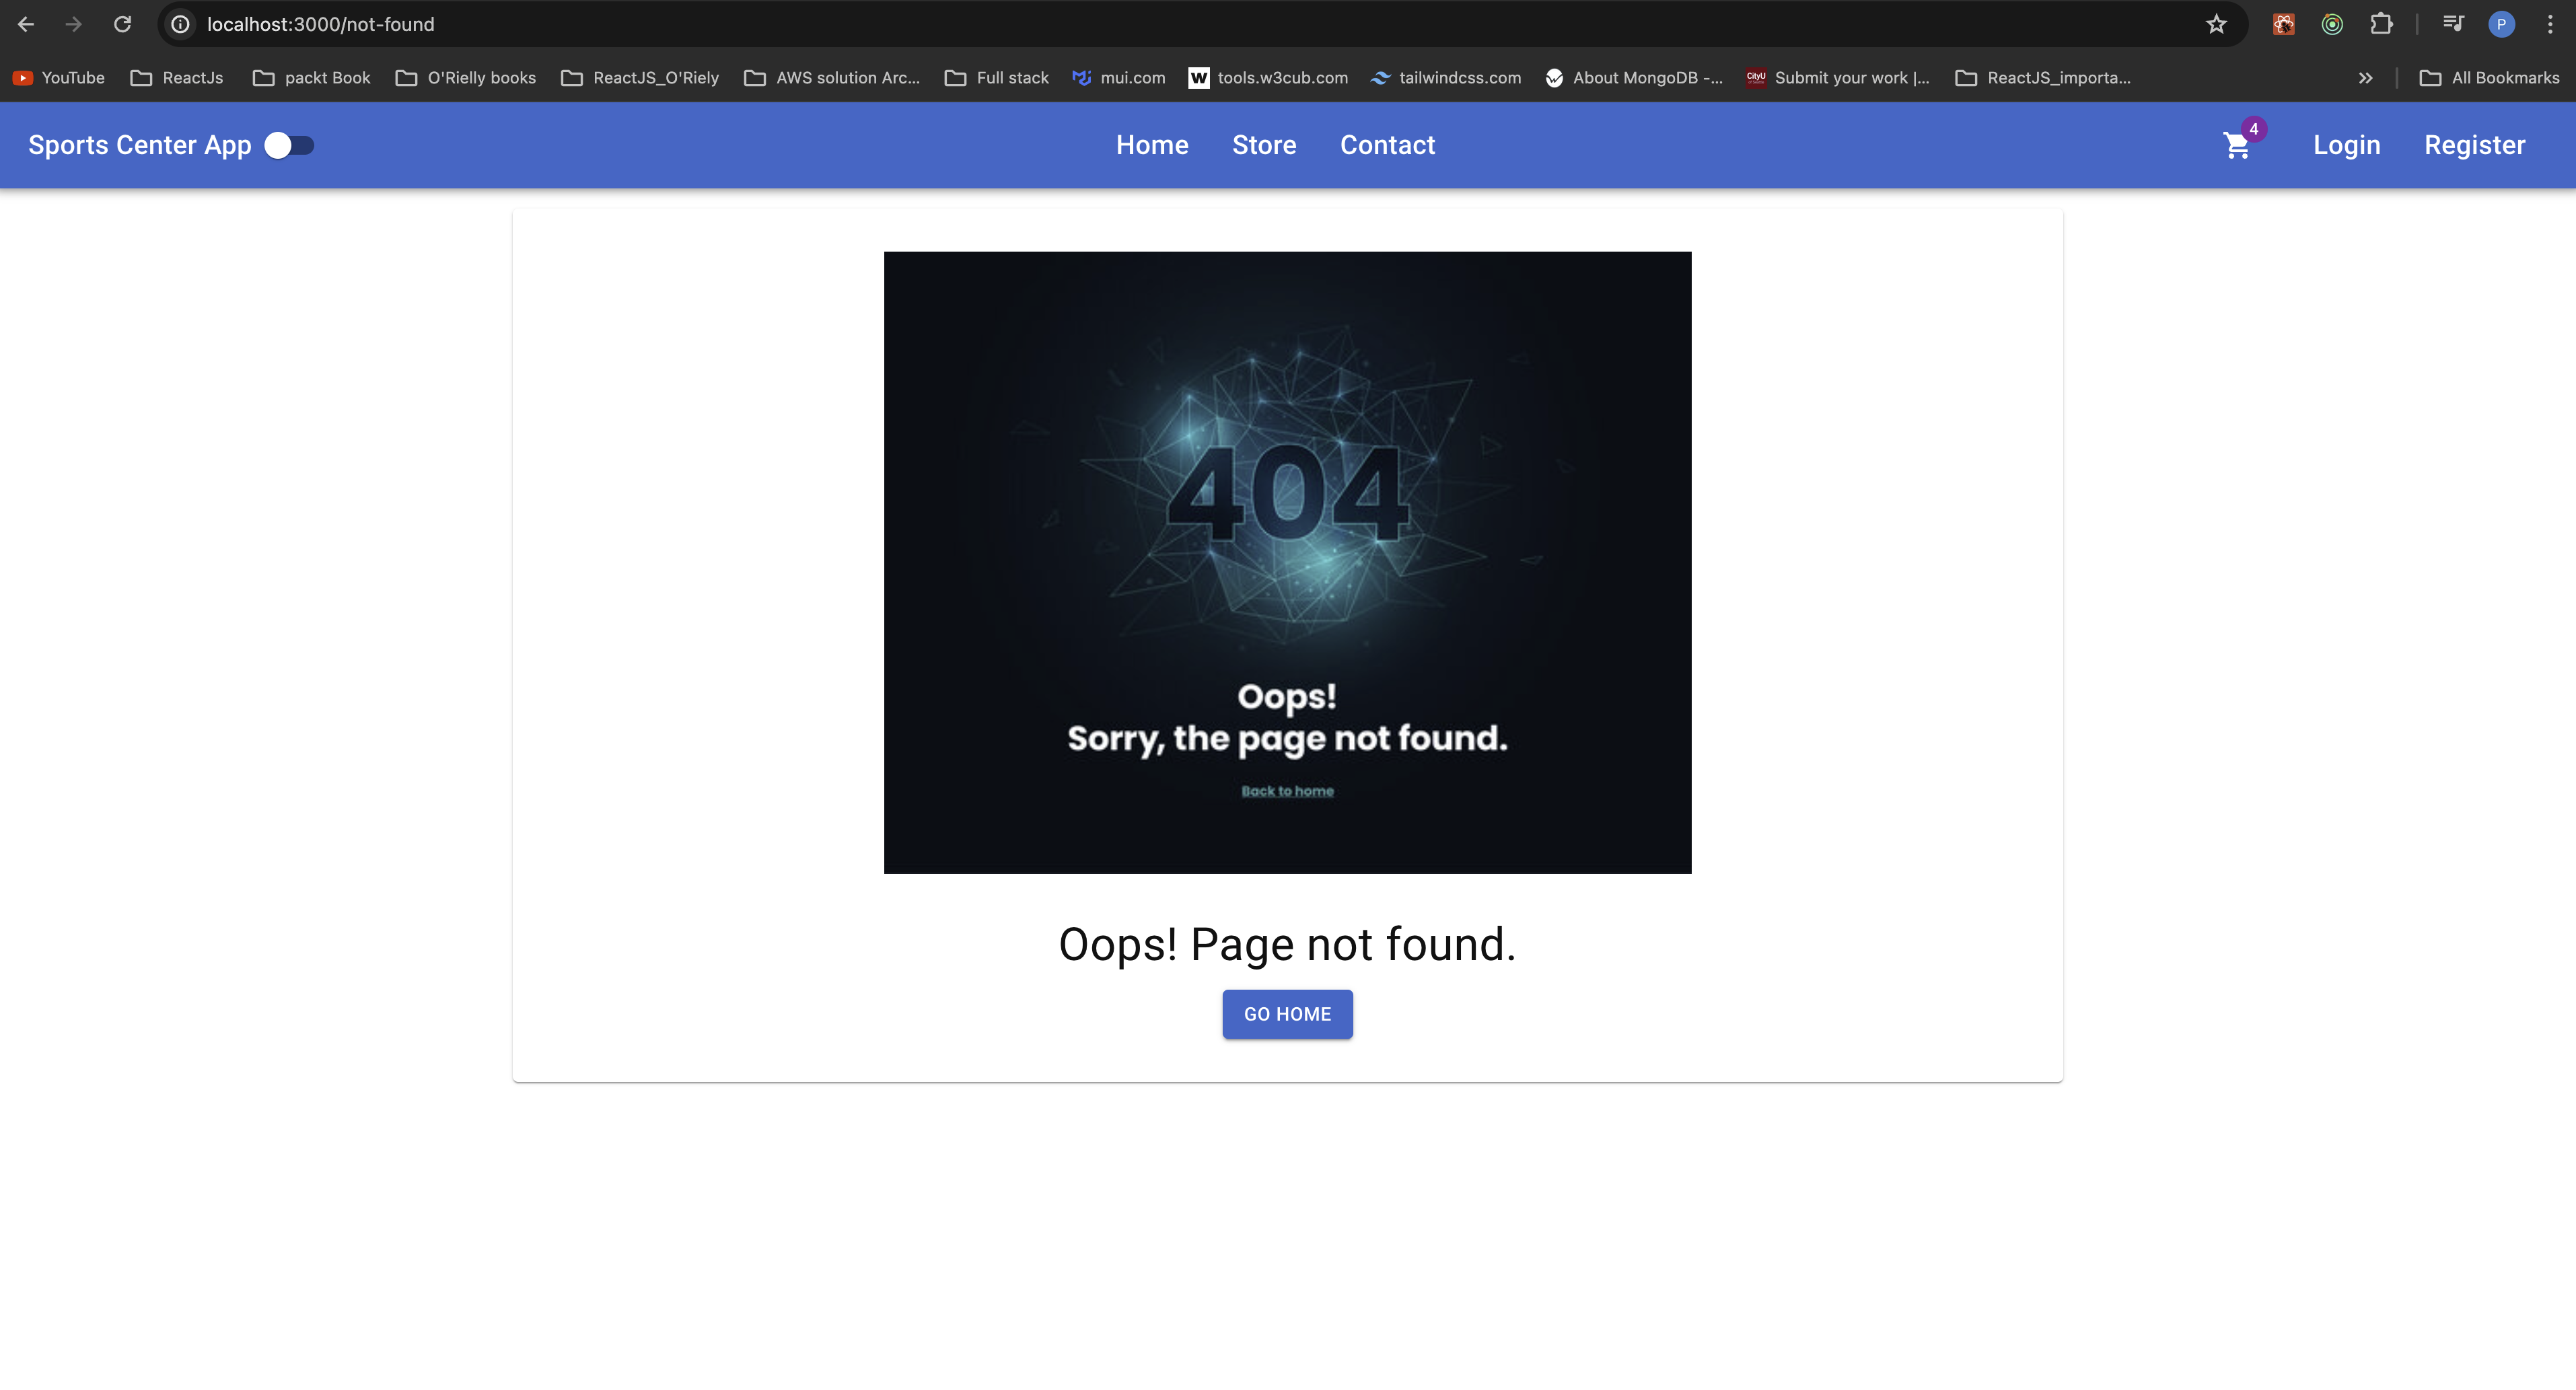 localhost:3000/not-found
P
YouTube ReactJs packt Book O'Rielly books ReactJS_O'Riely AWS solution Arc... Full stack mui.com W tools.w3cub.com tailwindcss.com About MongoDB -... CityU Submit your work |... ReactJS_importa... » All Bookmarks
Sports Center App Home Store Contact 4 Login Register
404
Oops!
Sorry, the page not found.
Back to home
Oops! Page not found.
GO HOME